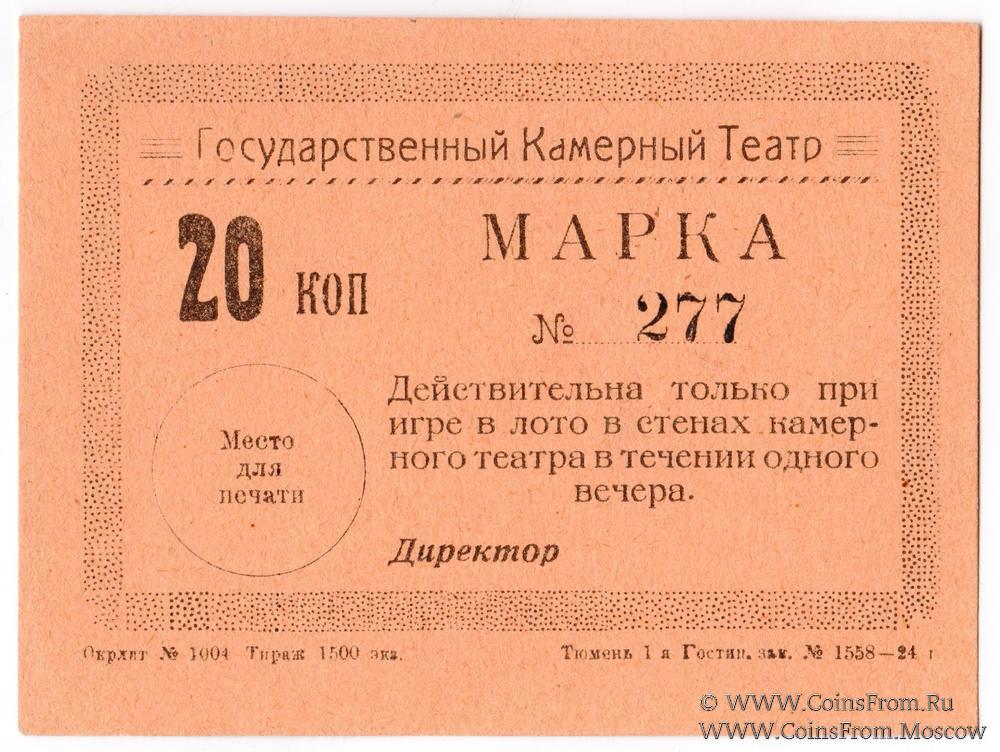 Государственный Камерный Театр
20 коп
МАРКА
№ 277
Место
для
печати
Действительна только при
игре в лото в стенах камер-
ного театра в течении одного
вечера.
Директор
Окрлит № 1004 Тираж 1500 экз.
Тюмень 1 я Гостип. зак. № 1558—24 г
© WWW.CoinsFrom.Ru
WWW.CoinsFrom.Moscow